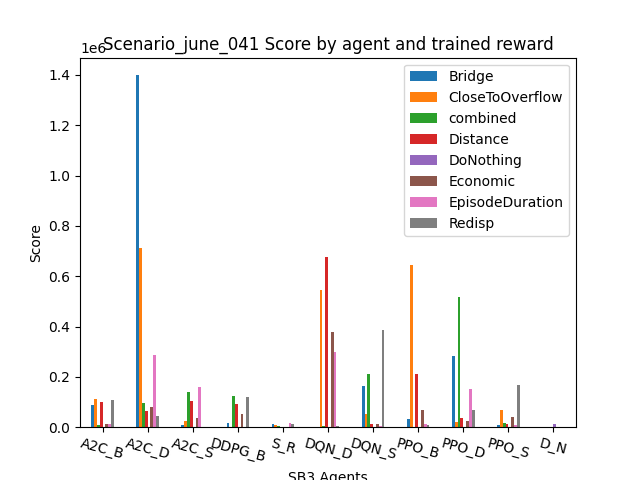 Scenario_june_041 Score by agent and trained reward
1e6
1.4
1.2
1.0
0.8
0.6
0.4
0.2
0.0
Score
Bridge
CloseToOverflow
combined
Distance
DoNothing
Economic
EpisodeDuration
Redisp
A2C_B
A2C_D
A2C_S
DDPG_B
S_R
DQN_D
DQN_S
PPO_B
PPO_D
PPO_S
D_N
SB3 Agents